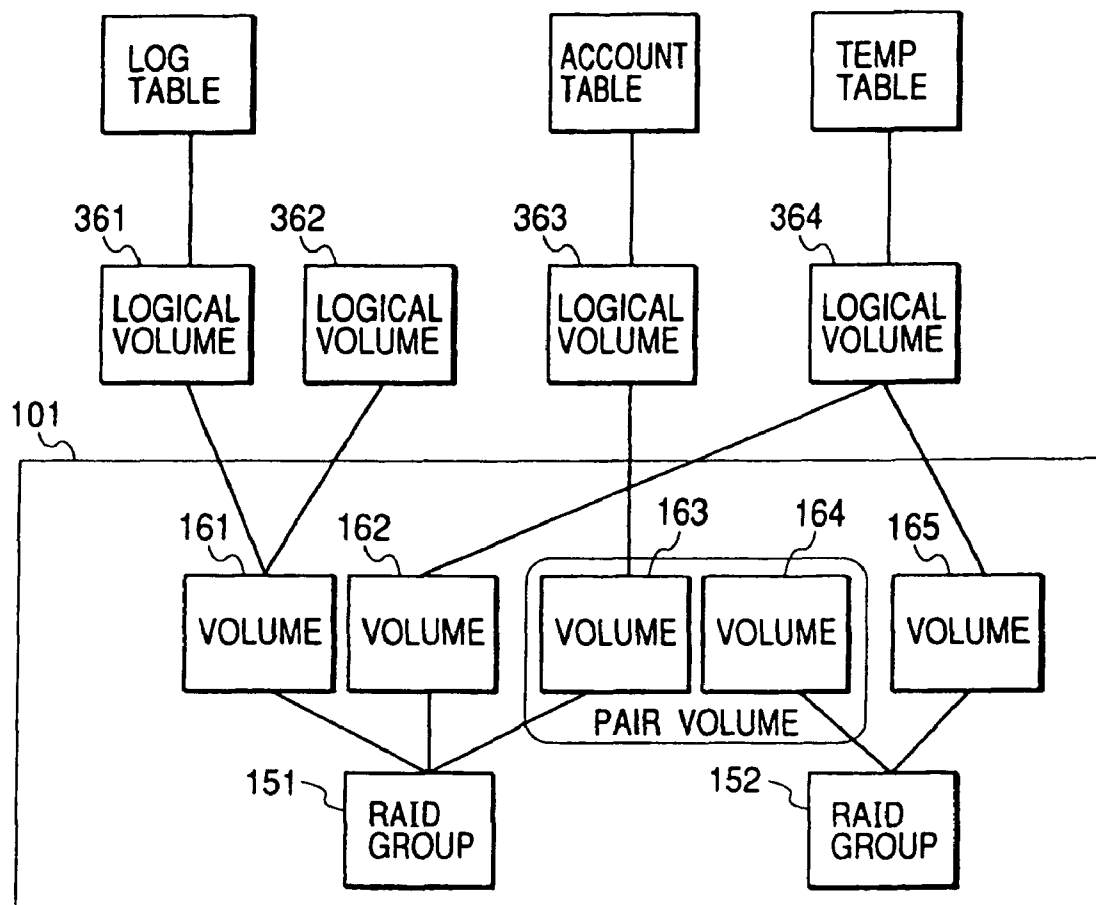 LOG
TABLE
ACCOUNT
TABLE
TEMP
TABLE
361
362
363
364
LOGICAL
VOLUME
LOGICAL
VOLUME
LOGICAL
VOLUME
LOGICAL
VOLUME
101
161
162
163
164
165
VOLUME
VOLUME
VOLUME
VOLUME
VOLUME
PAIR VOLUME
151
152
RAID
GROUP
RAID
GROUP